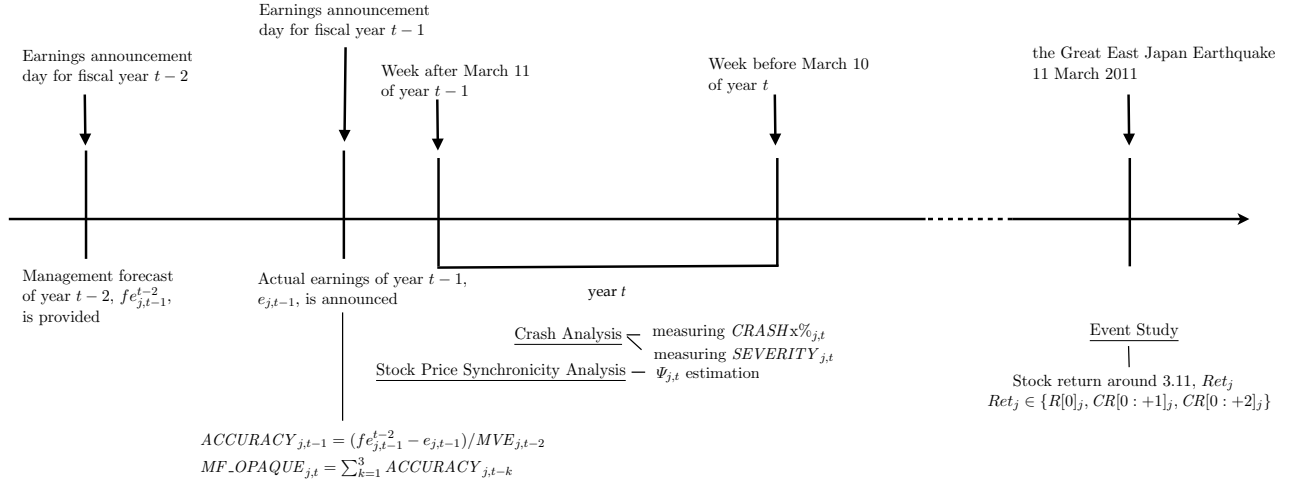 Earnings announcement
day for fiscal year t − 2
Earnings announcement
day for fiscal year t − 1
Week after March 11
of year t − 1
Week before March 10
of year t
the Great East Japan Earthquake
11 March 2011
Management forecast
of year t − 2, fe_{j,t−1}^{t−2},
is provided
Actual earnings of year t − 1,
e_{j,t−1}, is announced
year t
Crash Analysis
measuring CRASHx%_{j,t}
measuring SEVERITY_{j,t}
Stock Price Synchronicity Analysis
Ψ_{j,t} estimation
Event Study
Stock return around 3.11, Ret_j
Ret_j ∈ {R[0]_j, CR[0 : +1]_j, CR[0 : +2]_j}
ACCURACY_{j,t−1} = (fe_{j,t−1}^{t−2} − e_{j,t−1})/MVE_{j,t−2}
MF_OPAQUE_{j,t} = ∑_{k=1}^{3} ACCURACY_{j,t−k}